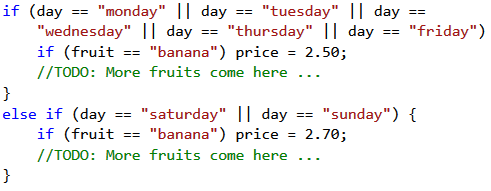 if (day == "monday" || day == "tuesday" || day ==
"wednesday" || day == "thursday" || day == "friday")
if (fruit == "banana") price = 2.50;
//TODO: More fruits come here ...
}
else if (day == "saturday" || day == "sunday") {
if (fruit == "banana") price = 2.70;
//TODO: More fruits come here ...
}